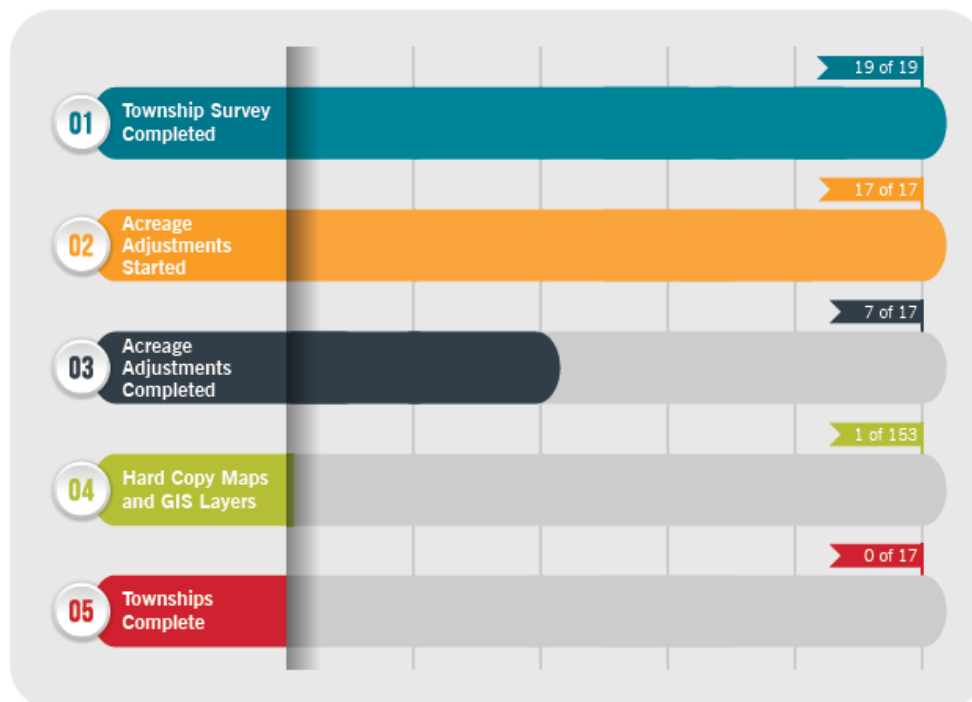 19 of 19
01
Township Survey
Completed
17 of 17
02
Acreage
Adjustments
Started
7 of 17
03
Acreage
Adjustments
Completed
1 of 153
04
Hard Copy Maps
and GIS Layers
0 of 17
05
Townships
Complete